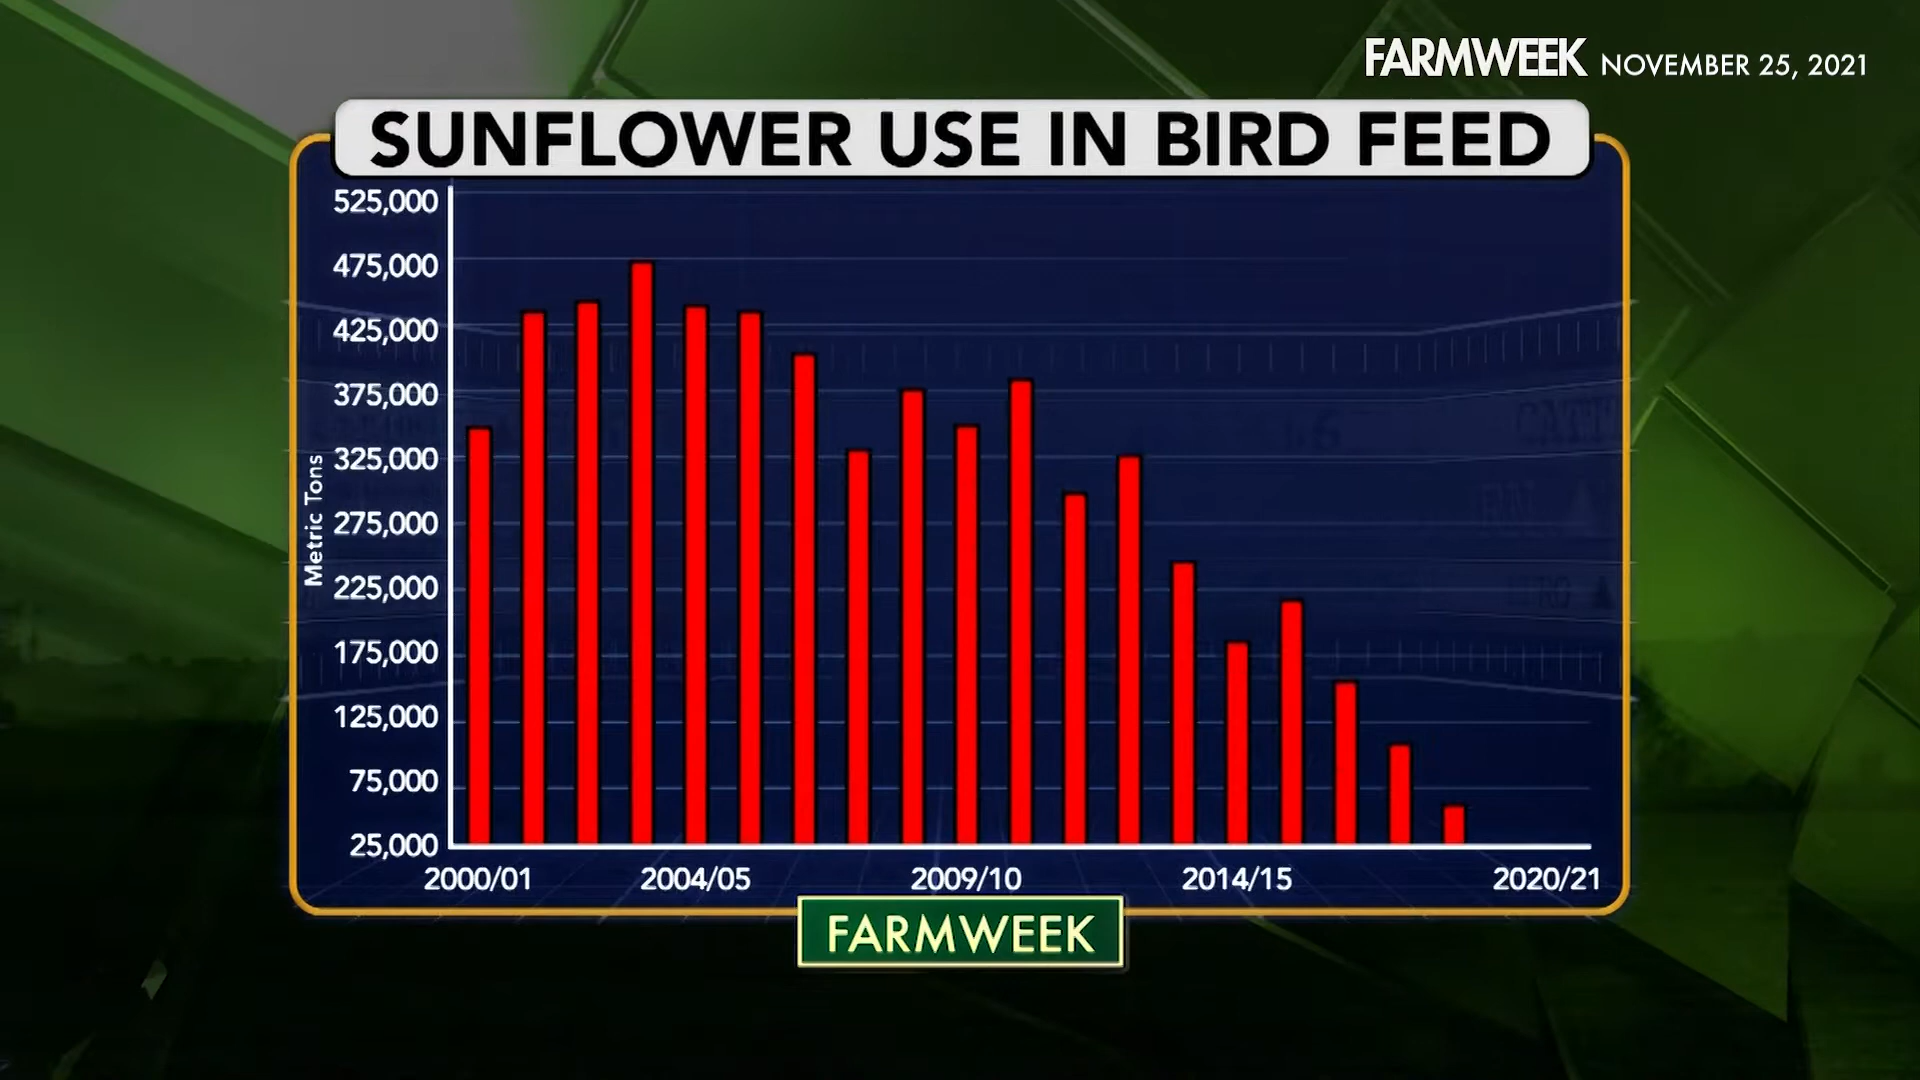 FARMWEEK NOVEMBER 25, 2021
SUNFLOWER USE IN BIRD FEED
525,000
475,000
425,000
375,000
325,000
275,000
225,000
175,000
125,000
75,000
25,000
Metric Tons
2000/01 2004/05 2009/10 2014/15 2020/21
FARMWEEK